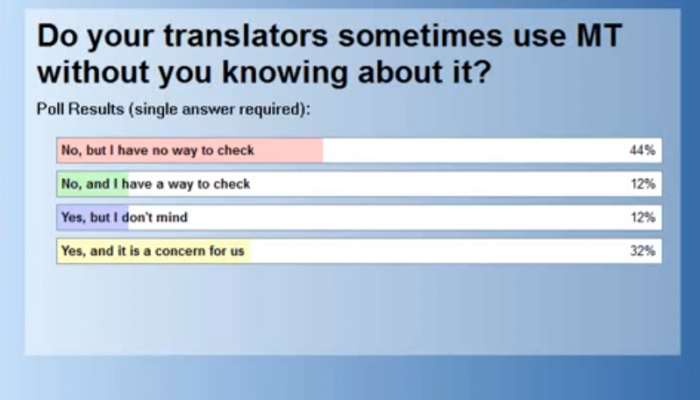 Do your translators sometimes use MT
without you knowing about it?
Poll Results (single answer required):
No, but I have no way to check 44%
No, and I have a way to check 12%
Yes, but I don't mind 12%
Yes, and it is a concern for us 32%